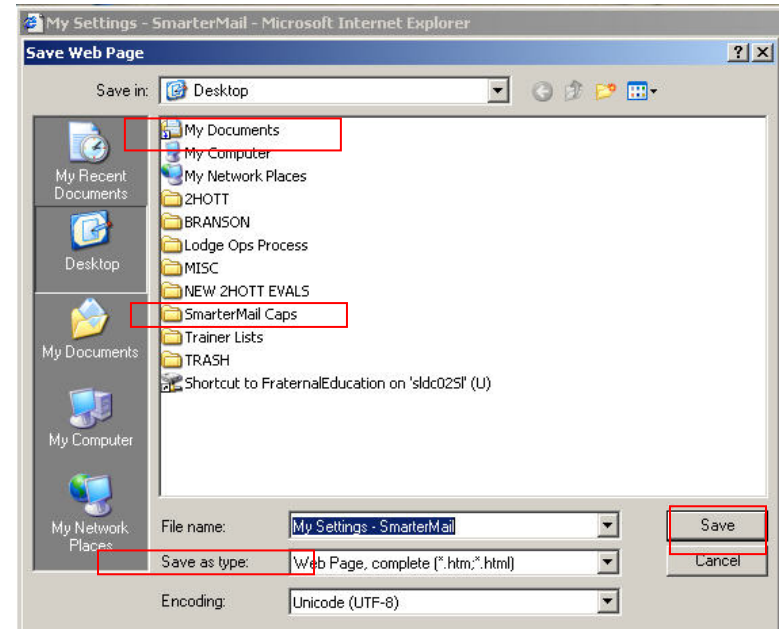 My Settings - SmarterMail - Microsoft Internet Explorer
Save Web Page
Save in: Desktop
My Recent Documents
Desktop
My Documents
My Computer
My Network Places
My Documents
My Computer
My Network Places
2HOTT
BRANSON
Lodge Ops Process
MISC
NEW 2HOTT EVALS
SmarterMail Caps
Trainer Lists
TRASH
Shortcut to FraternalEducation on 'sldc025l' (U)
File name: My Settings - SmarterMail Save
Save as type: Web Page, complete (*.htm;*.html) Cancel
Encoding: Unicode (UTF-8)